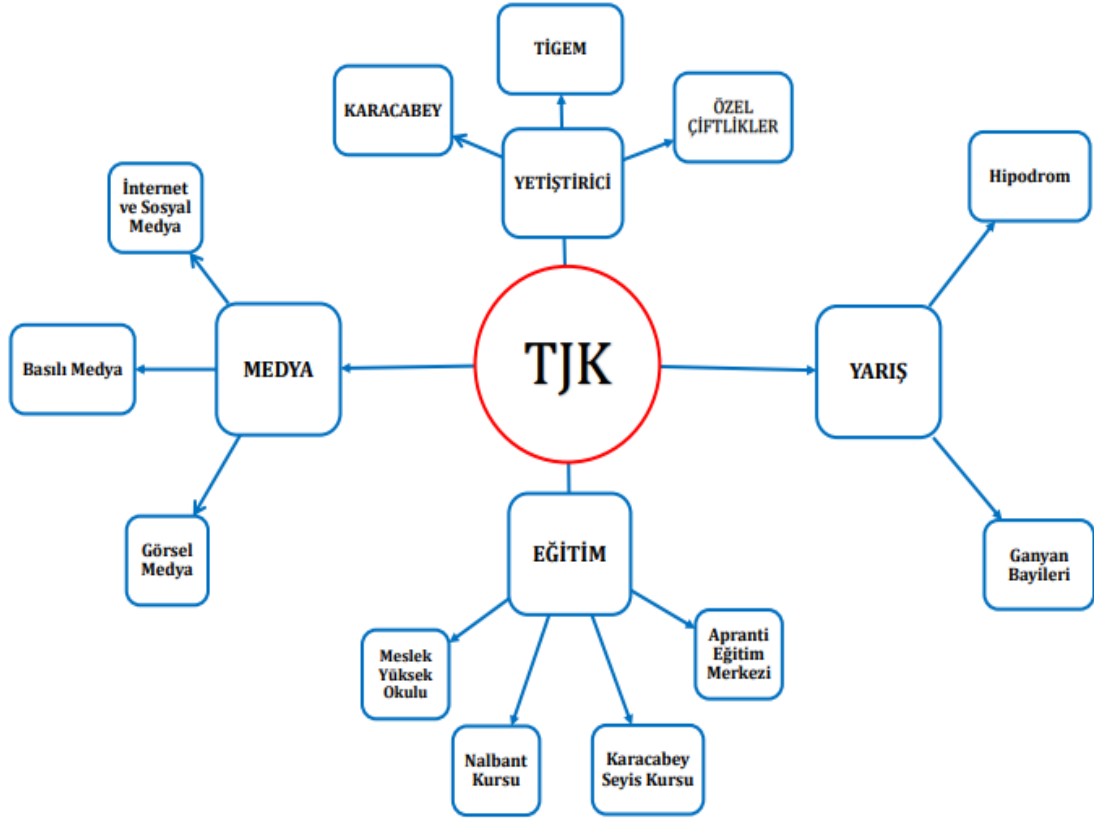 TİGEM
KARACABEY
ÖZEL
ÇİFTLİKLER
YETİŞTİRİCİ
Hipodrom
İnternet
ve Sosyal
Medya
Basılı Medya
MEDYA
TJK
YARIŞ
Görsel
Medya
EĞİTİM
Ganyan
Bayileri
Meslek
Yüksek
Okulu
Apranti
Eğitim
Merkezi
Nalbant
Kursu
Karacabey
Seyis Kursu